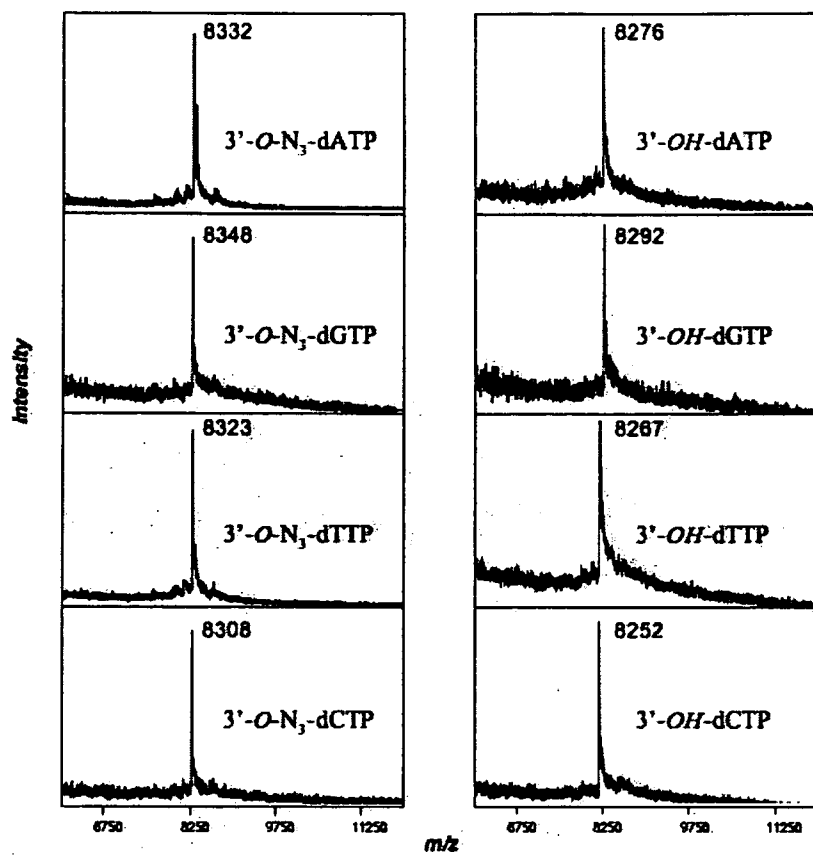 8332
3'-O-N₃-dATP
8276
3'-OH-dATP
8348
3'-O-N₃-dGTP
8292
3'-OH-dGTP
Intensity
8323
3'-O-N₃-dTTP
8267
3'-OH-dTTP
8308
3'-O-N₃-dCTP
8252
3'-OH-dCTP
6750 8250 9750 11250
6750 8250 9750 11250
m/z